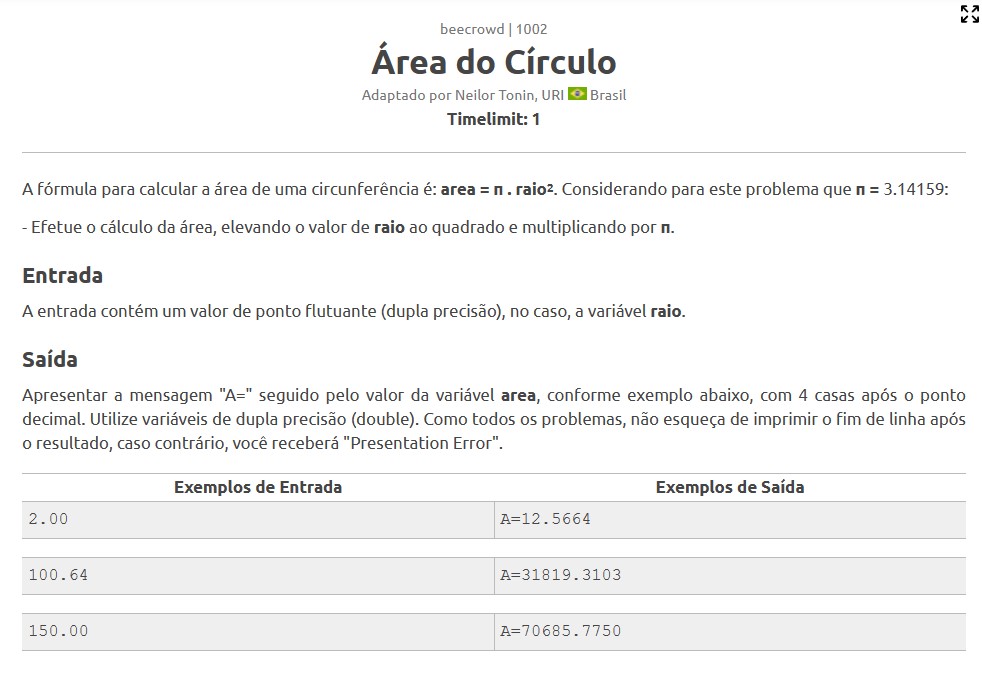 beecrowd | 1002
Área do Círculo
Adaptado por Neilor Tonin, URI Brasil
Timelimit: 1
A fórmula para calcular a área de uma circunferência é: area = π . raio². Considerando para este problema que π = 3.14159:
- Efetue o cálculo da área, elevando o valor de raio ao quadrado e multiplicando por π.
Entrada
A entrada contém um valor de ponto flutuante (dupla precisão), no caso, a variável raio.
Saída
Apresentar a mensagem "A=" seguido pelo valor da variável area, conforme exemplo abaixo, com 4 casas após o ponto
decimal. Utilize variáveis de dupla precisão (double). Como todos os problemas, não esqueça de imprimir o fim de linha após
o resultado, caso contrário, você receberá "Presentation Error".
Exemplos de Entrada Exemplos de Saída
2.00 A=12.5664
100.64 A=31819.3103
150.00 A=70685.7750